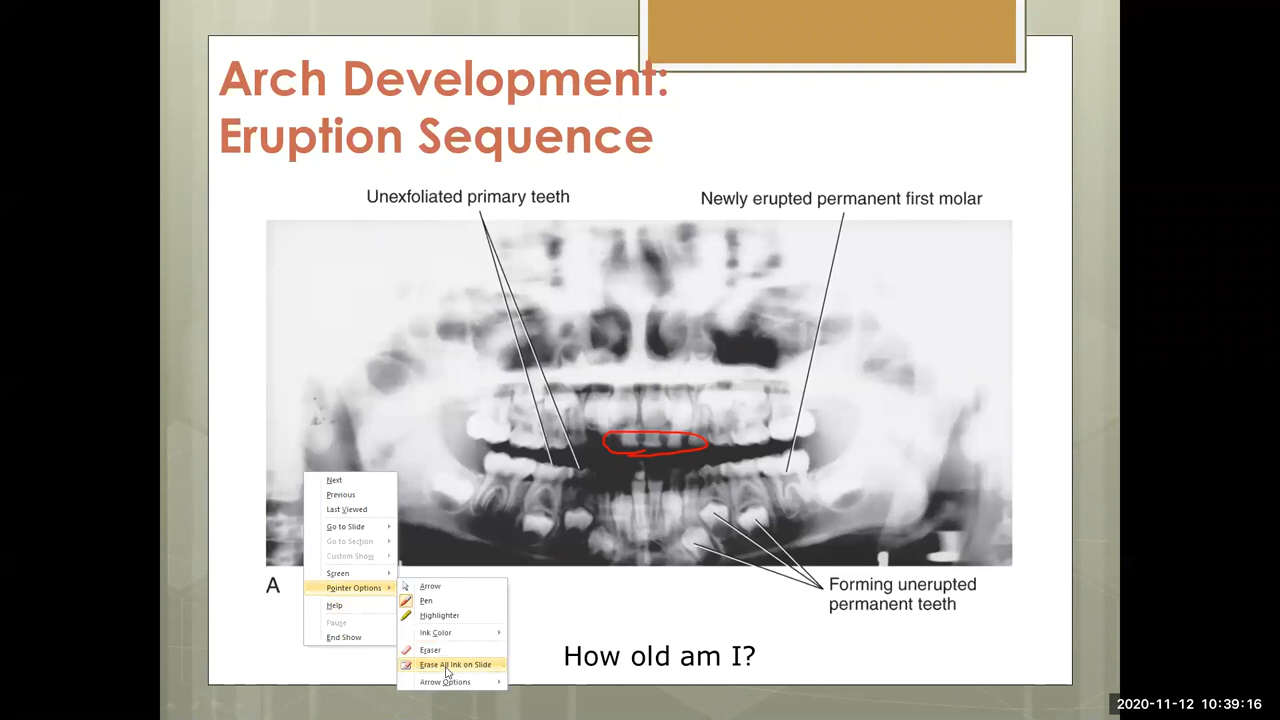 Arch Development:
Eruption Sequence
Unexfoliated primary teeth
Newly erupted permanent first molar
Next
Previous
Last Viewed
Go to Slide
Go to Section
Custom Show
Screen
Pointer Options
Help
Pause
End Show
Arrow
Pen
Highlighter
Ink Color
Eraser
Erase All Ink on Slide
Arrow Options
A
Forming unerupted
permanent teeth
How old am I?
2020-11-12 10:39:16